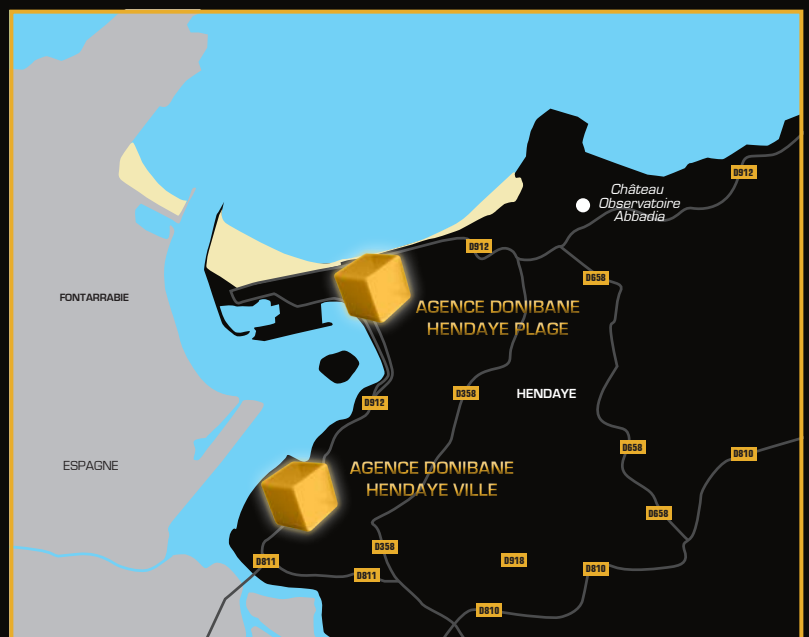 D912
Château
Observatoire
Abbadia
D912
D658
FONTARRABIE
AGENCE DONIBANE
HENDAYE PLAGE
D358
HENDAYE
D912
D658
D810
ESPAGNE
AGENCE DONIBANE
HENDAYE VILLE
D658
D358
D811
D918
D810
D811
D810